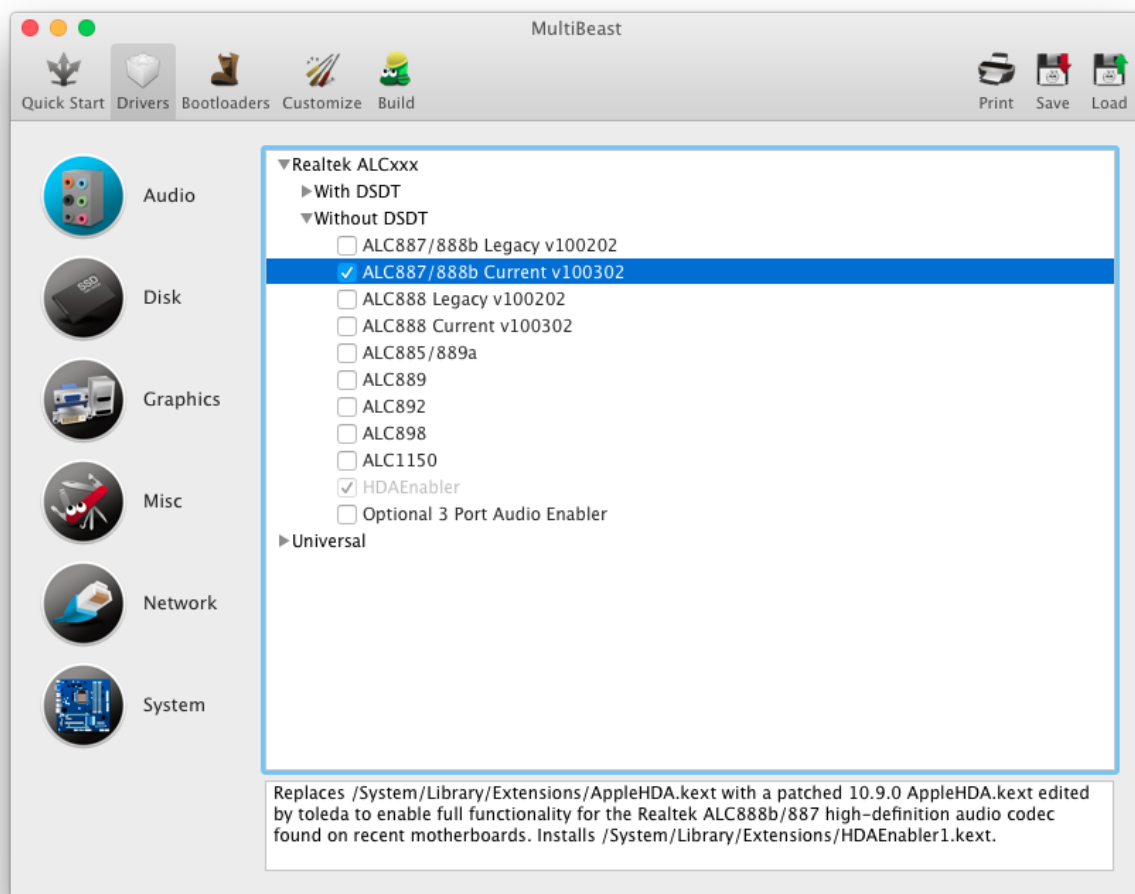 MultiBeast
Quick Start Drivers Bootloaders Customize Build Print Save Load
Audio
Disk
Graphics
Misc
Network
System
Realtek ALCxxx
With DSDT
Without DSDT
ALC887/888b Legacy v100202
ALC887/888b Current v100302
ALC888 Legacy v100202
ALC888 Current v100302
ALC885/889a
ALC889
ALC892
ALC898
ALC1150
HDAEnabler
Optional 3 Port Audio Enabler
Universal
Replaces /System/Library/Extensions/AppleHDA.kext with a patched 10.9.0 AppleHDA.kext edited
by toleda to enable full functionality for the Realtek ALC888b/887 high-definition audio codec
found on recent motherboards. Installs /System/Library/Extensions/HDAEnabler1.kext.
SSD